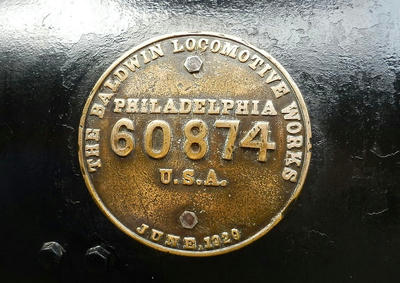 THE BALDWIN LOCOMOTIVE WORKS
PHILADELPHIA
60874
U.S.A.
JUNE, 1929